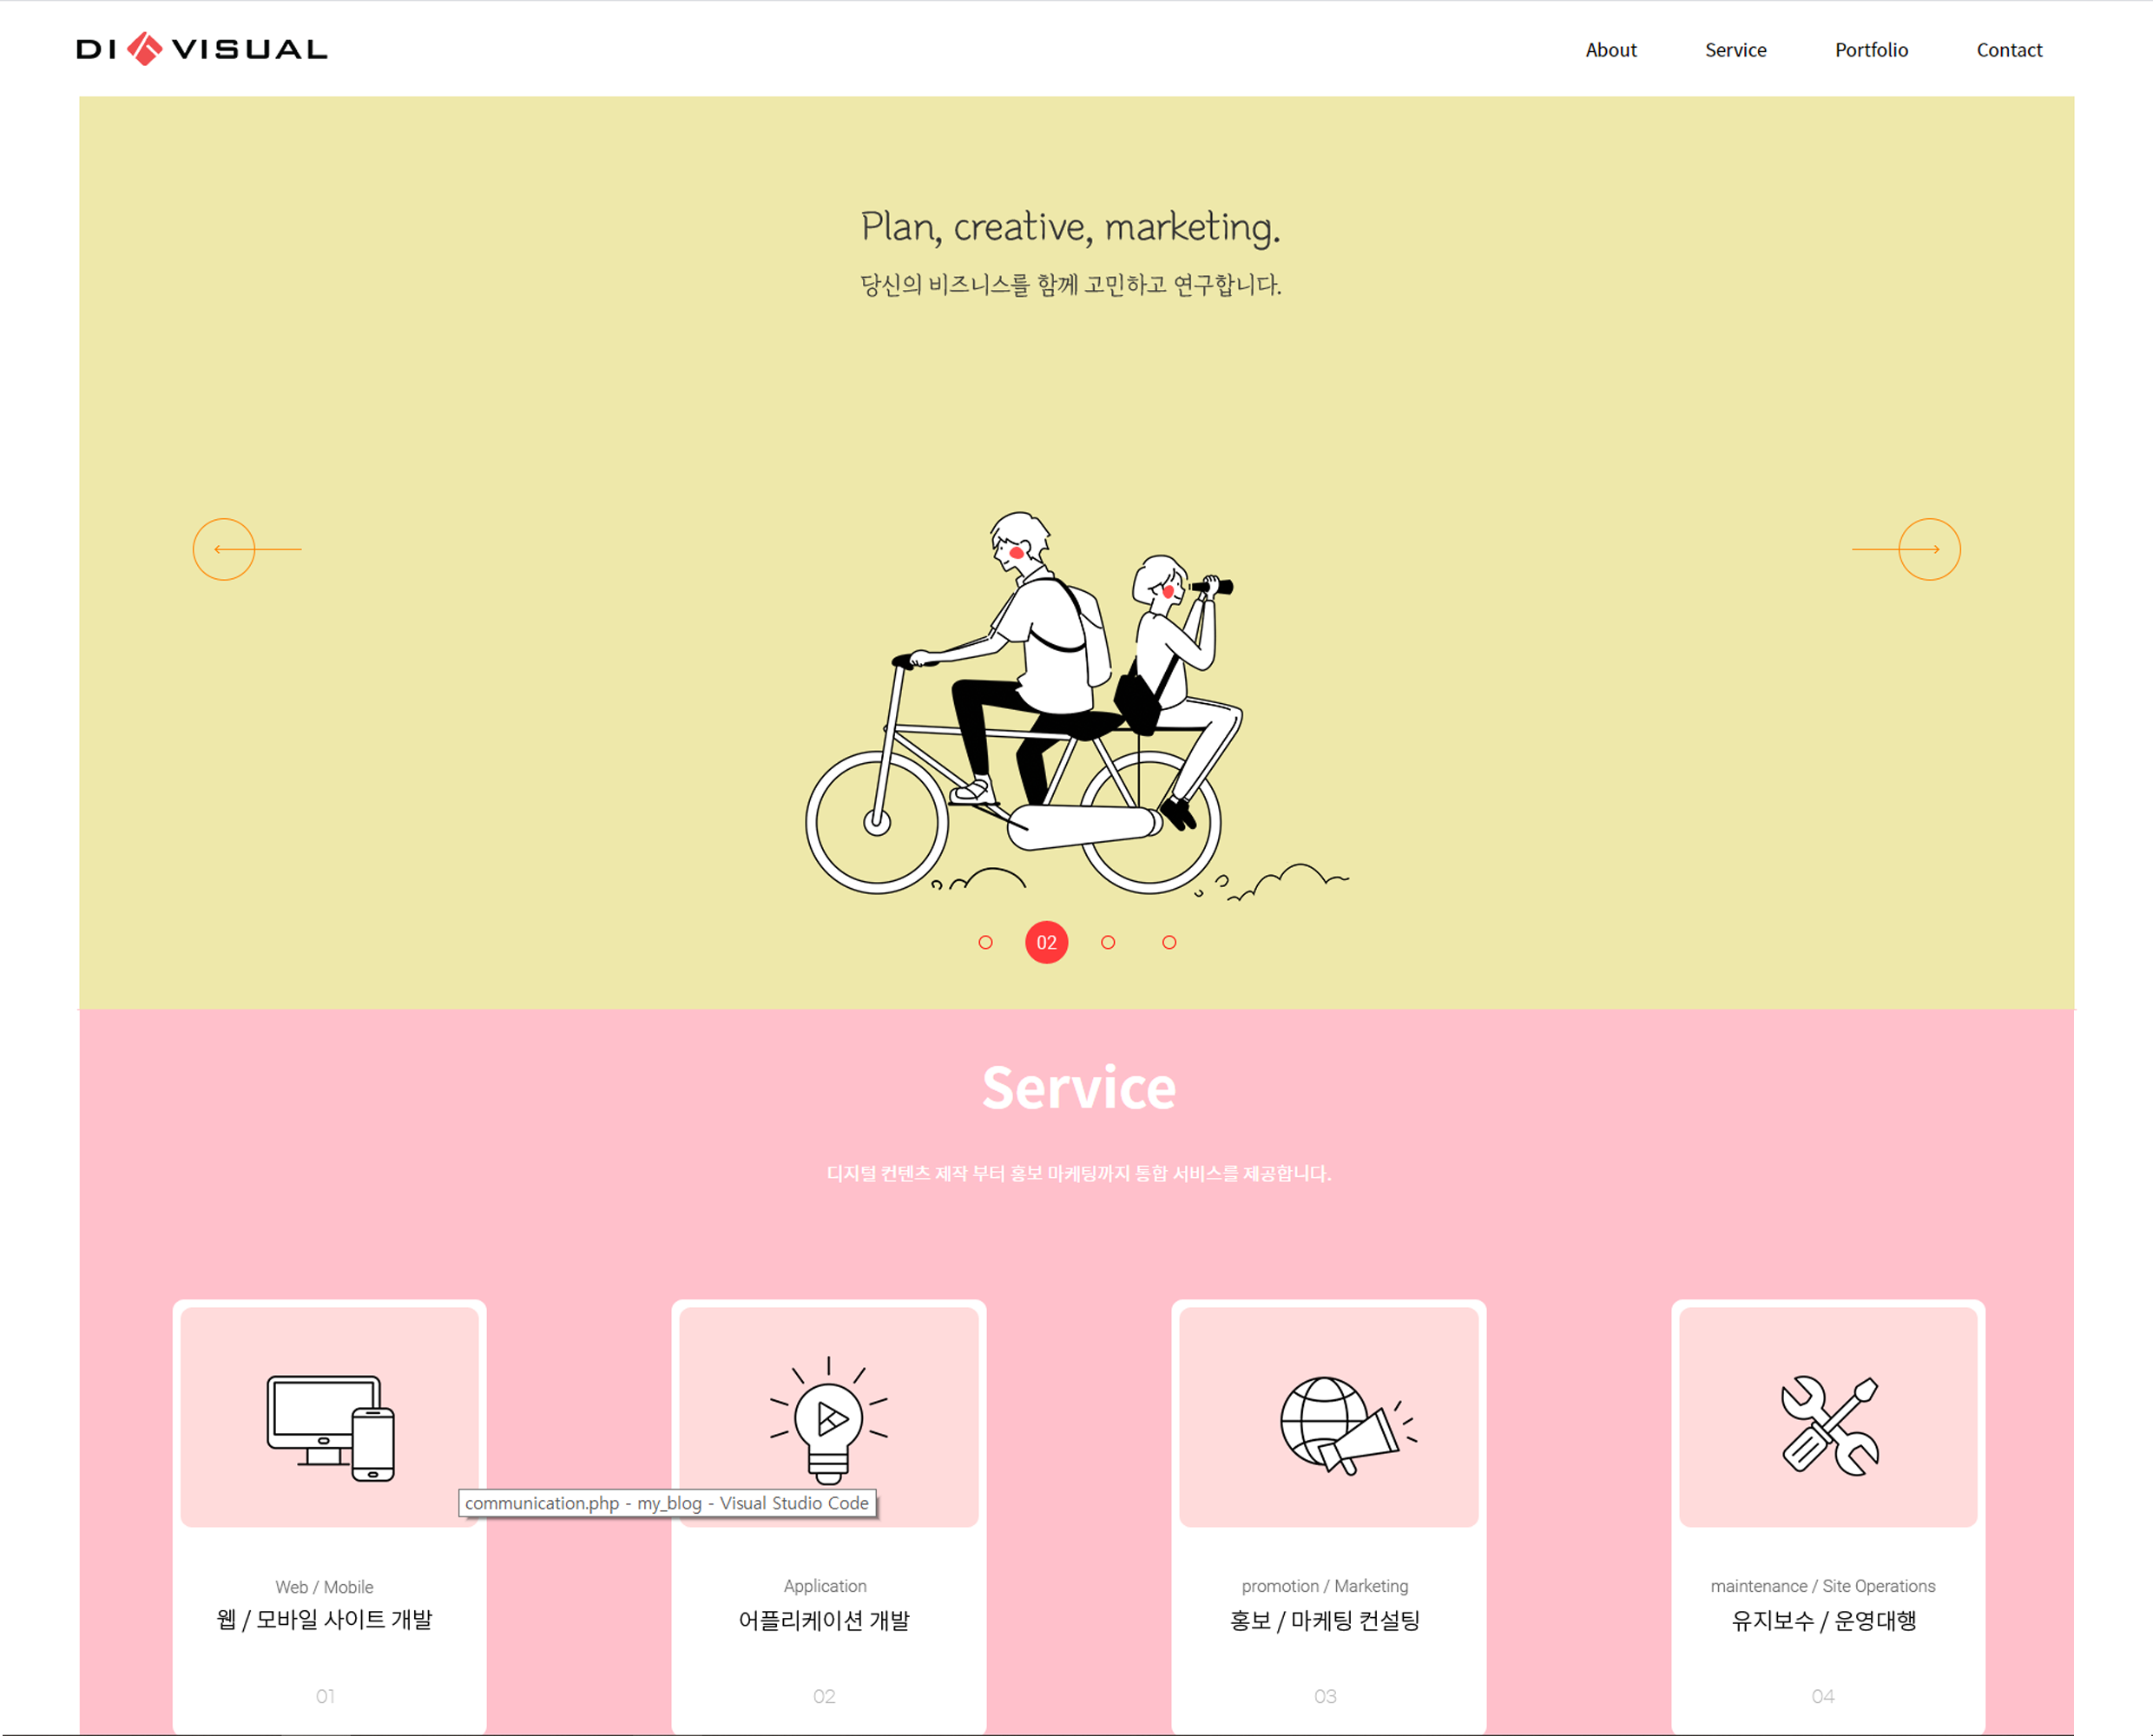 DI VISUAL
About Service Portfolio Contact
Plan, creative, marketing.
당신의 비즈니스를 함께 고민하고 연구합니다.
02
Service
디지털 컨텐츠 제작 부터 홍보 마케팅까지 통합 서비스를 제공합니다.
communication.php - my_blog - Visual Studio Code
Web / Mobile
웹 / 모바일 사이트 개발
01
Application
어플리케이션 개발
02
promotion / Marketing
홍보 / 마케팅 컨설팅
03
maintenance / Site Operations
유지보수 / 운영대행
04